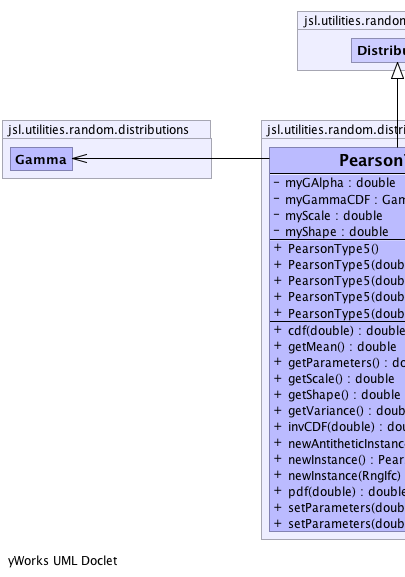 jsl.utilities.random
Distribu
jsl.utilities.random.distributions
Gamma
jsl.utilities.random.distri
Pearson
− myGAlpha : double
− myGammaCDF : Gam
− myScale : double
− myShape : double
+ PearsonType5()
+ PearsonType5(doub
+ PearsonType5(doub
+ PearsonType5(doub
+ PearsonType5(doub
+ cdf(double) : double
+ getMean() : double
+ getParameters() : do
+ getScale() : double
+ getShape() : double
+ getVariance() : doub
+ invCDF(double) : dou
+ newAntitheticInstanc
+ newInstance() : Pear
+ newInstance(RngIfc)
+ pdf(double) : double
+ setParameters(doub
+ setParameters(doub
yWorks UML Doclet